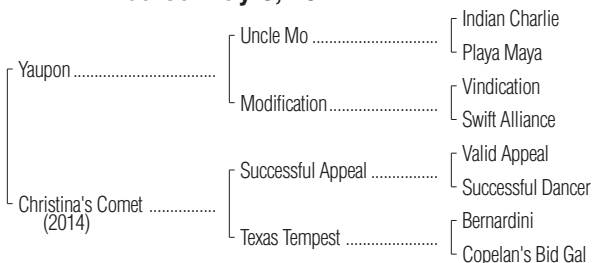 Indian Charlie
Uncle Mo
Playa Maya
Yaupon
Vindication
Modification
Swift Alliance
Valid Appeal
Successful Appeal
Successful Dancer
Christina's Comet
(2014)
Bernardini
Texas Tempest
Copelan's Bid Gal